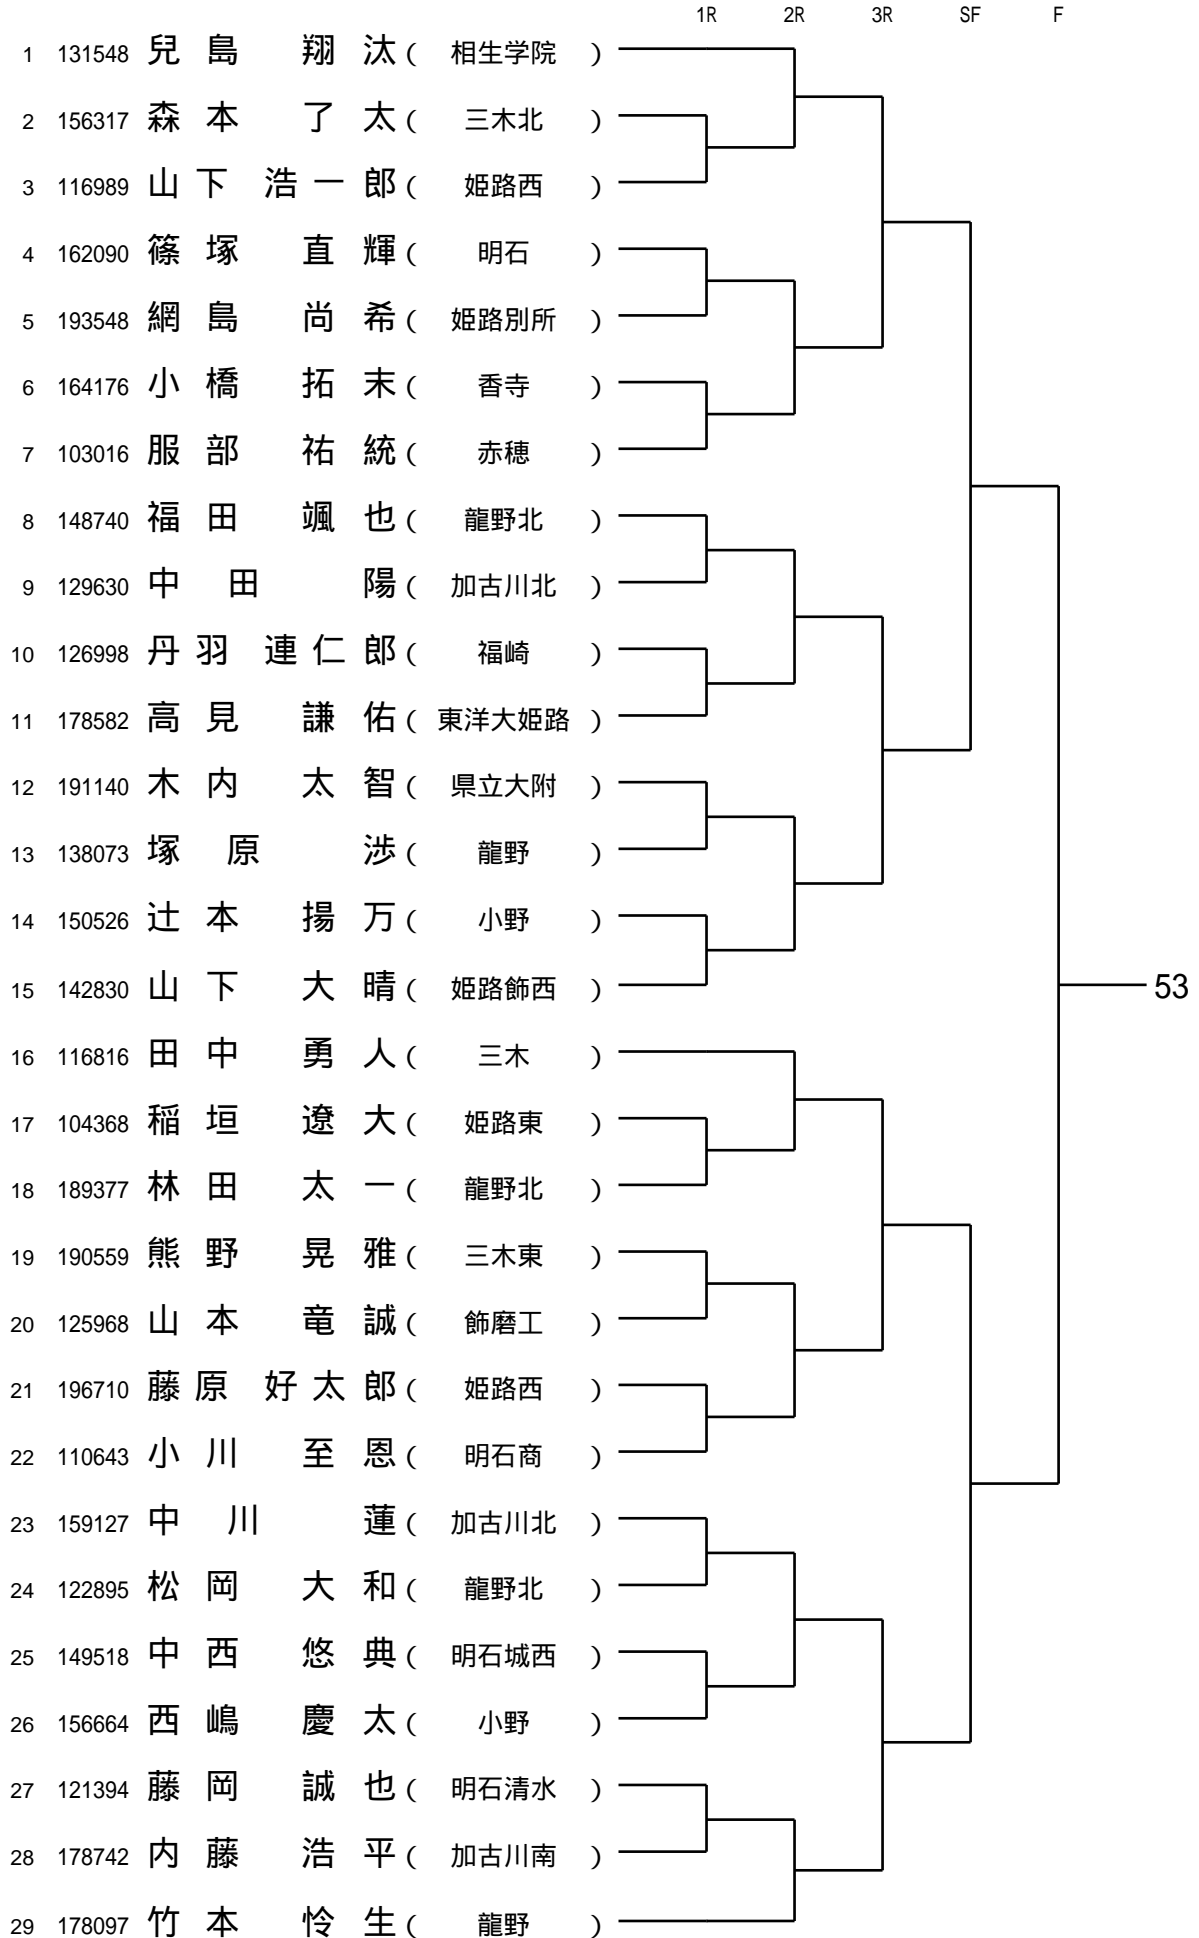 1R 2R 3R SF F
1 131548 兒島 翔汰 ( 相生学院 )
2 156317 森本 了太 ( 三木北 )
3 116989 山下 浩一郎 ( 姫路西 )
4 162090 篠塚 直輝 ( 明石 )
5 193548 網島 尚希 ( 姫路別所 )
6 164176 小橋 拓末 ( 香寺 )
7 103016 服部 祐統 ( 赤穂 )
8 148740 福田 颯也 ( 龍野北 )
9 129630 中田 陽 ( 加古川北 )
10 126998 丹羽 連仁郎 ( 福崎 )
11 178582 高見 謙佑 ( 東洋大姫路 )
12 191140 木内 太智 ( 県立大附 )
13 138073 塚原 渉 ( 龍野 )
14 150526 辻本 揚万 ( 小野 )
15 142830 山下 大晴 ( 姫路飾西 )
53
16 116816 田中 勇人 ( 三木 )
17 104368 稲垣 遼大 ( 姫路東 )
18 189377 林田 太一 ( 龍野北 )
19 190559 熊野 晃雅 ( 三木東 )
20 125968 山本 竜誠 ( 飾磨工 )
21 196710 藤原 好太郎 ( 姫路西 )
22 110643 小川 至恩 ( 明石商 )
23 159127 中川 蓮 ( 加古川北 )
24 122895 松岡 大和 ( 龍野北 )
25 149518 中西 悠典 ( 明石城西 )
26 156664 西嶋 慶太 ( 小野 )
27 121394 藤岡 誠也 ( 明石清水 )
28 178742 内藤 浩平 ( 加古川南 )
29 178097 竹本 怜生 ( 龍野 )